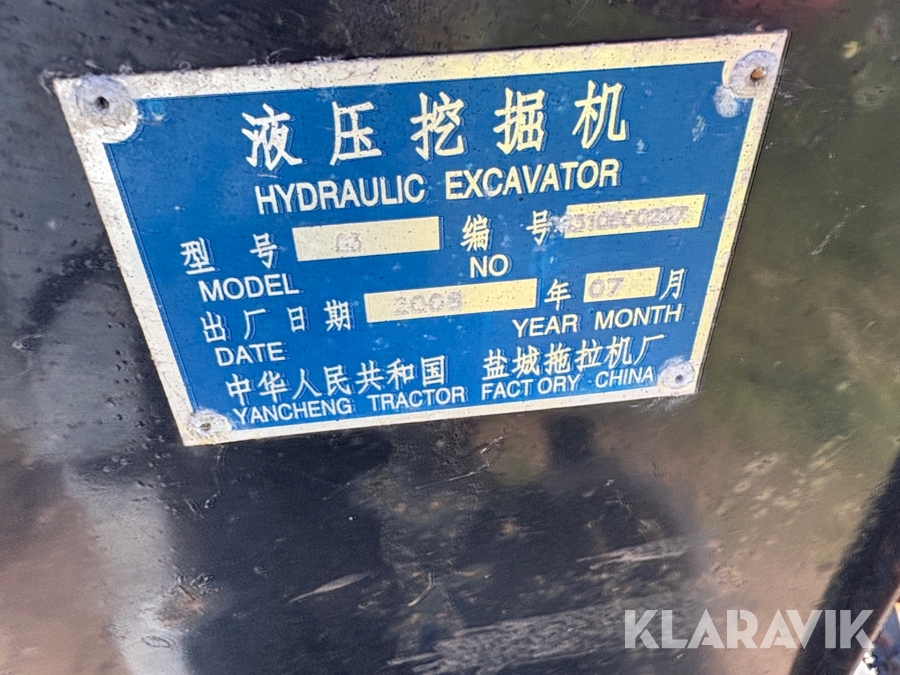 液压挖掘机
HYDRAULIC EXCAVATOR
型号 编号
MODEL NO
出厂日期 年 07 月
DATE YEAR MONTH
中华人民共和国 盐城拖拉机厂
YANCHENG TRACTOR FACTORY CHINA
KLARAVIK